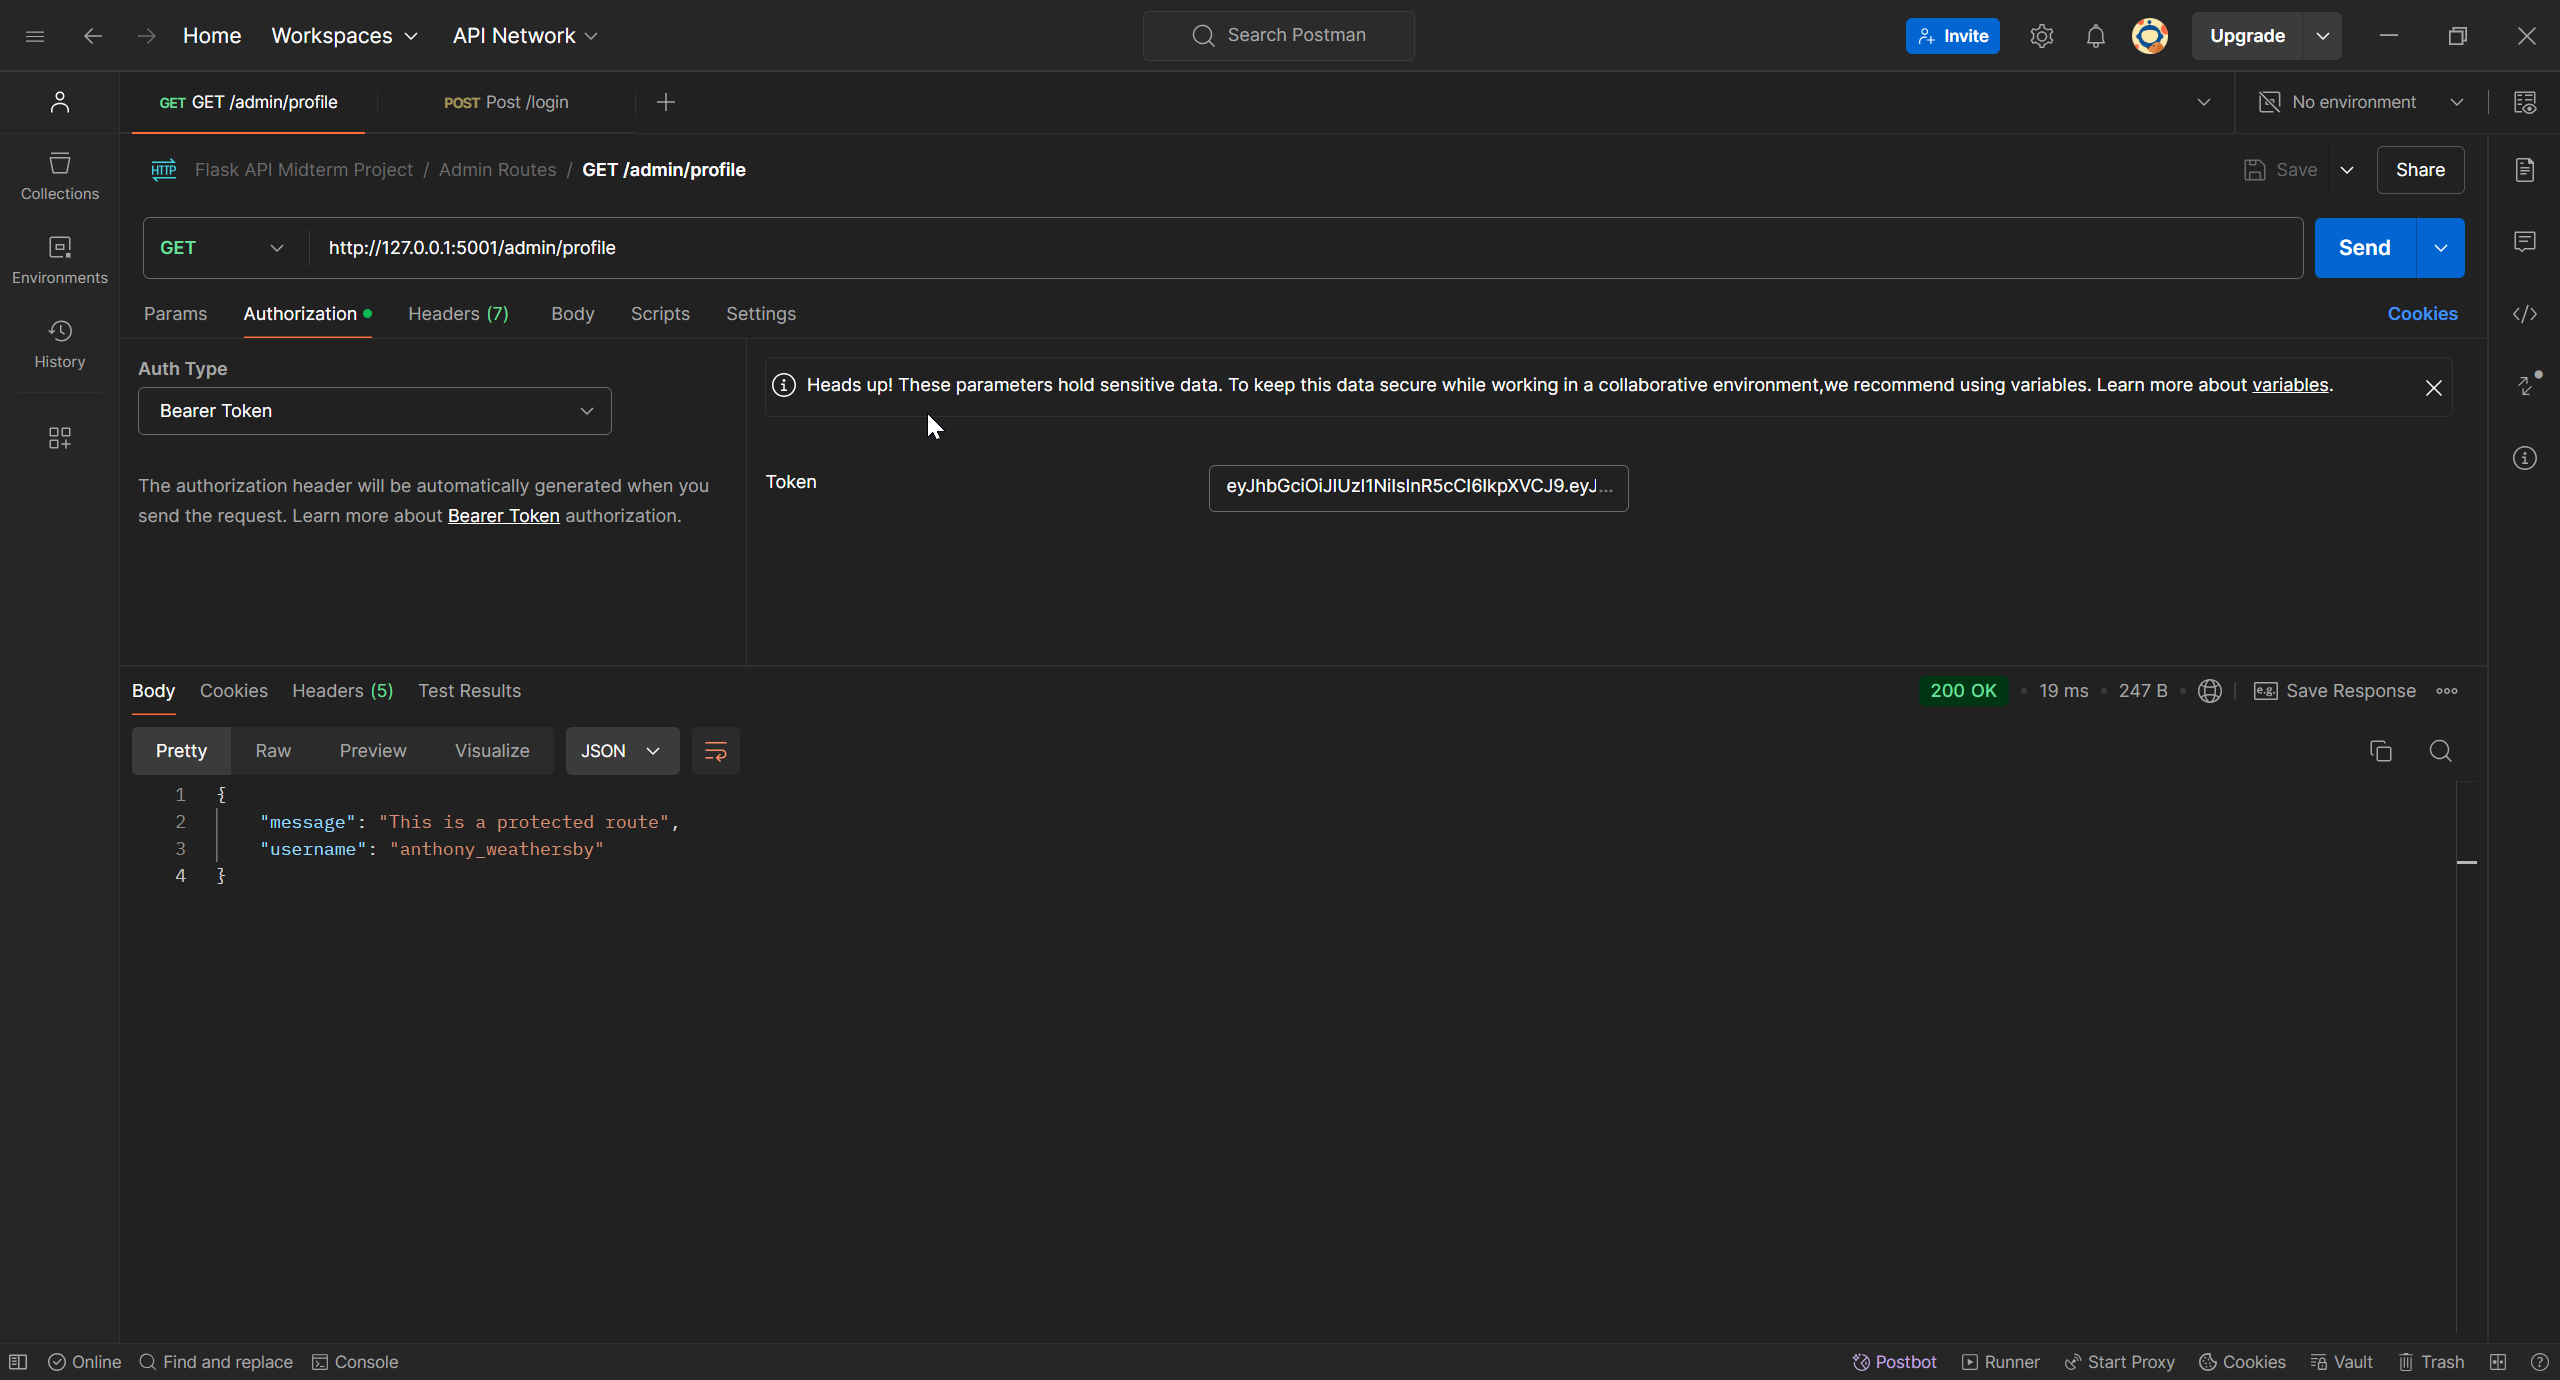 Home Workspaces API Network Search Postman Invite Upgrade
GET GET /admin/profile POST Post /login No environment
HTTP Flask API Midterm Project / Admin Routes / GET /admin/profile Save Share
Collections
Environments
History
GET http://127.0.0.1:5001/admin/profile Send
Params Authorization Headers (7) Body Scripts Settings Cookies
Auth Type
Bearer Token
The authorization header will be automatically generated when you
send the request. Learn more about Bearer Token authorization.
Heads up! These parameters hold sensitive data. To keep this data secure while working in a collaborative environment,we recommend using variables. Learn more about variables.
Token eyJhbGciOiJIUzI1NiIsInR5cCI6IkpXVCJ9.eyJ...
Body Cookies Headers (5) Test Results 200 OK • 19 ms • 247 B • e.g. Save Response
Pretty Raw Preview Visualize JSON
1 {
2 "message": "This is a protected route",
3 "username": "anthony_weathersby"
4 }
Online Find and replace Console Postbot Runner Start Proxy Cookies Vault Trash